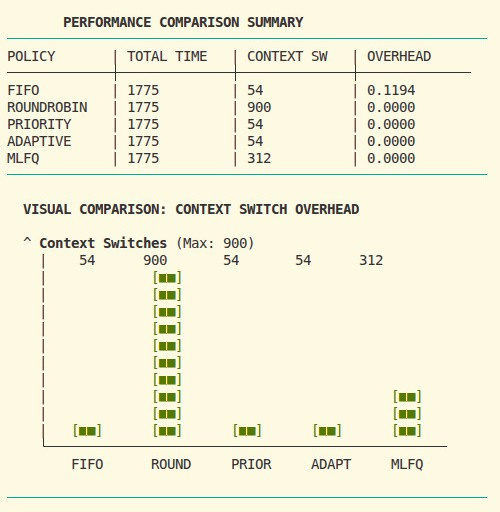 PERFORMANCE COMPARISON SUMMARY
POLICY | TOTAL TIME | CONTEXT SW | OVERHEAD
FIFO | 1775 | 54 | 0.1194
ROUNDROBIN | 1775 | 900 | 0.0000
PRIORITY | 1775 | 54 | 0.0000
ADAPTIVE | 1775 | 54 | 0.0000
MLFQ | 1775 | 312 | 0.0000
VISUAL COMPARISON: CONTEXT SWITCH OVERHEAD
^ Context Switches (Max: 900)
| 54 900 54 54 312
| [■■]
| [■■]
| [■■]
| [■■]
| [■■]
| [■■]
| [■■]
| [■■] [■■]
| [■■] [■■]
| [■■] [■■] [■■] [■■] [■■]
FIFO ROUND PRIOR ADAPT MLFQ